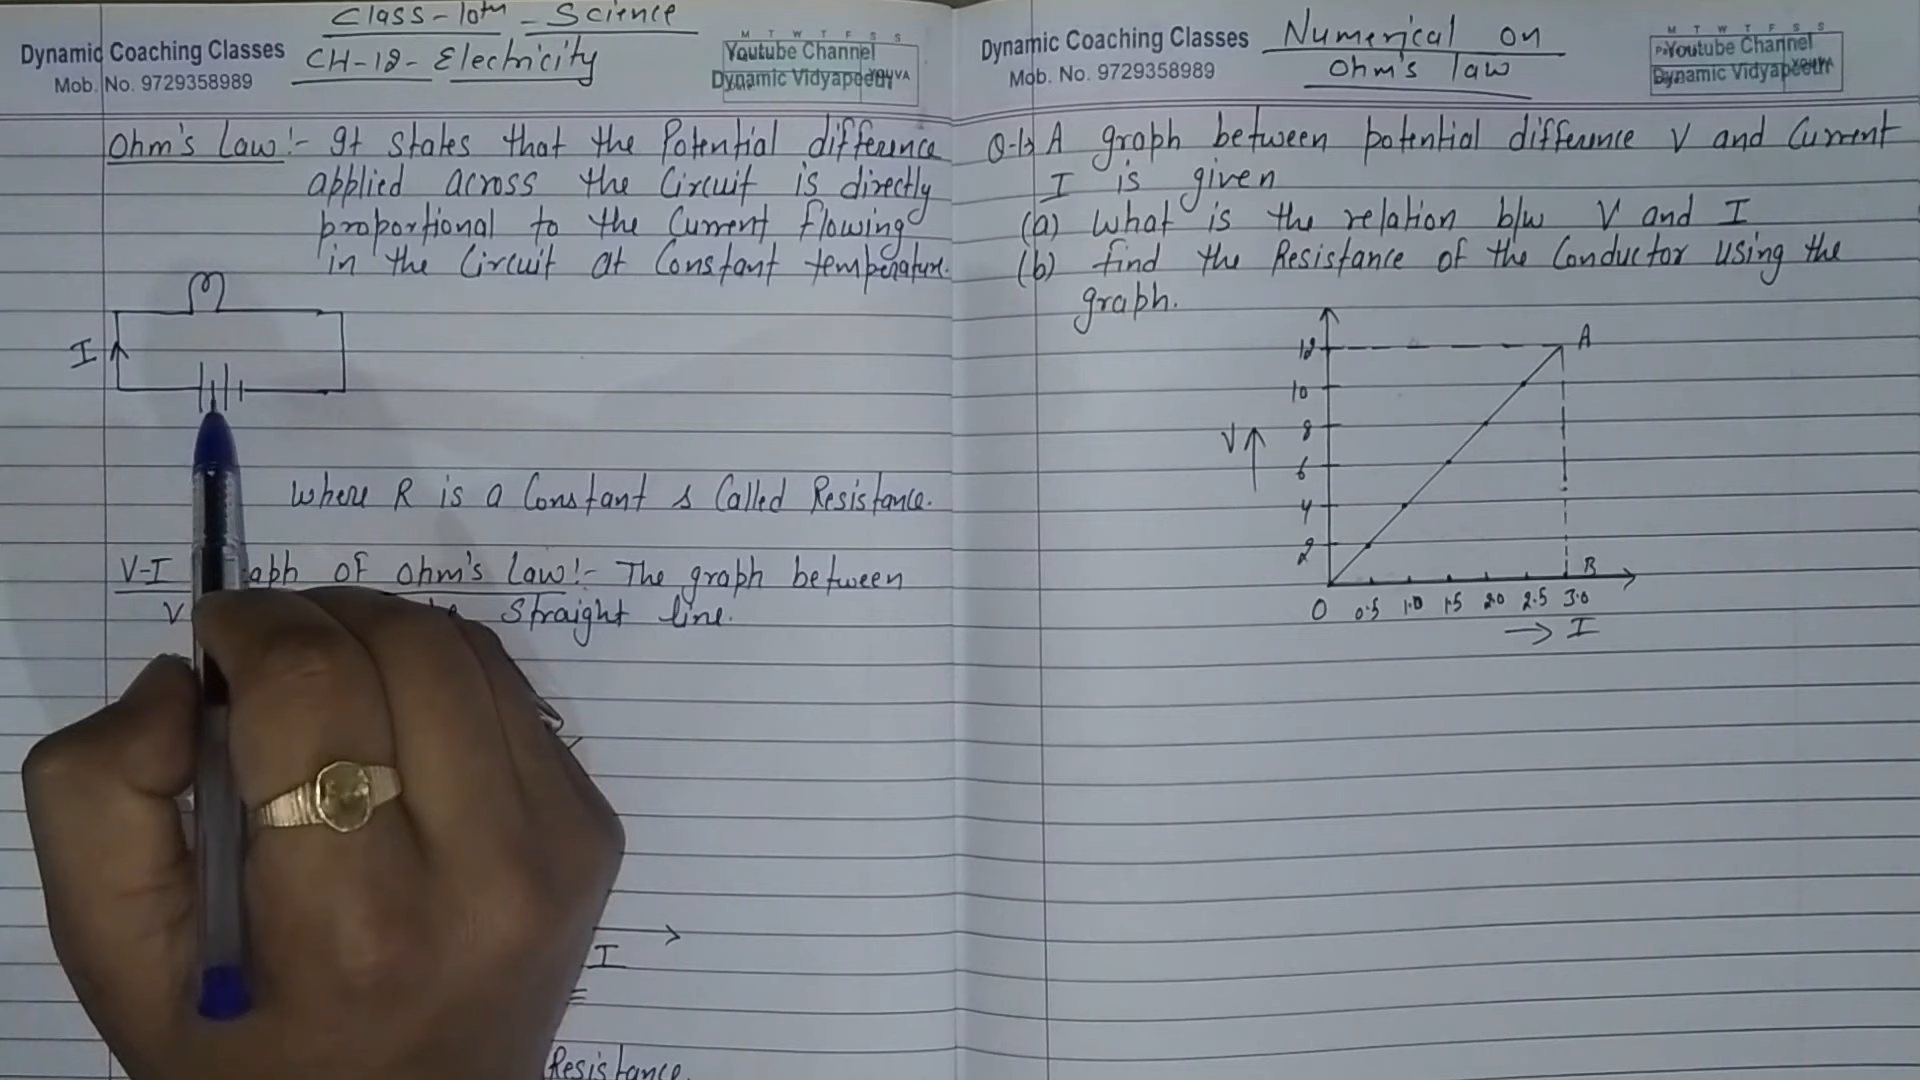 Class-10th - Science
CH-12- Electricity
Dynamic Coaching Classes
Mob. No. 9729358989
M T W T F S S
Youtube Channel
Dynamic Vidyapeeth
Ohm's Law:- It states that the Potential difference
applied across the Circuit is directly
proportional to the Current flowing
in the Circuit at Constant temperature.
I
where R is a Constant & Called Resistance.
V-I graph of Ohm's Law:- The graph between
V straight line.
I
=
Resistance.
Dynamic Coaching Classes
Mob. No. 9729358989
Numerical on
Ohm's law
M T W T F S S
Youtube Channel
Dynamic Vidyapeeth
Q-1) A graph between potential difference V and Current
I is given
(a) What is the relation b/w V and I
(b) find the Resistance of the Conductor using the
graph.
12
A
10
V
8
6
4
2
B
0 0.5 1.0 1.5 2.0 2.5 3.0
I